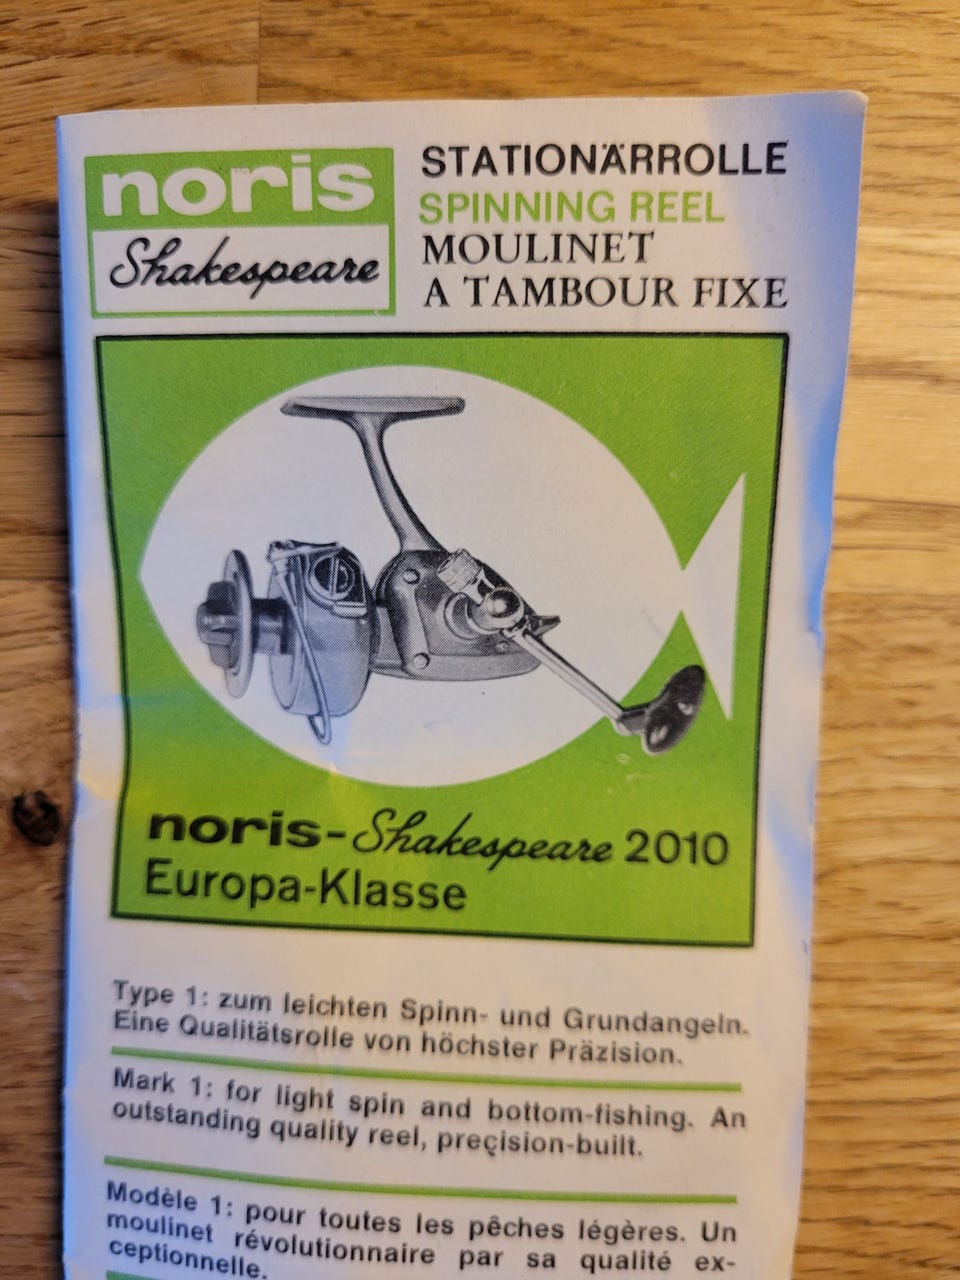 noris
Shakespeare
STATIONÄRROLLE
SPINNING REEL
MOULINET
A TAMBOUR FIXE
noris-Shakespeare 2010
Europa-Klasse
Type 1: zum leichten Spinn- und Grundangeln.
Eine Qualitätsrolle von höchster Präzision.
Mark 1: for light spin and bottom-fishing. An
outstanding quality reel, preçision-built.
Modèle 1: pour toutes les pêches légères. Un
moulinet révolutionnaire par sa qualité ex-
ceptionnelle.